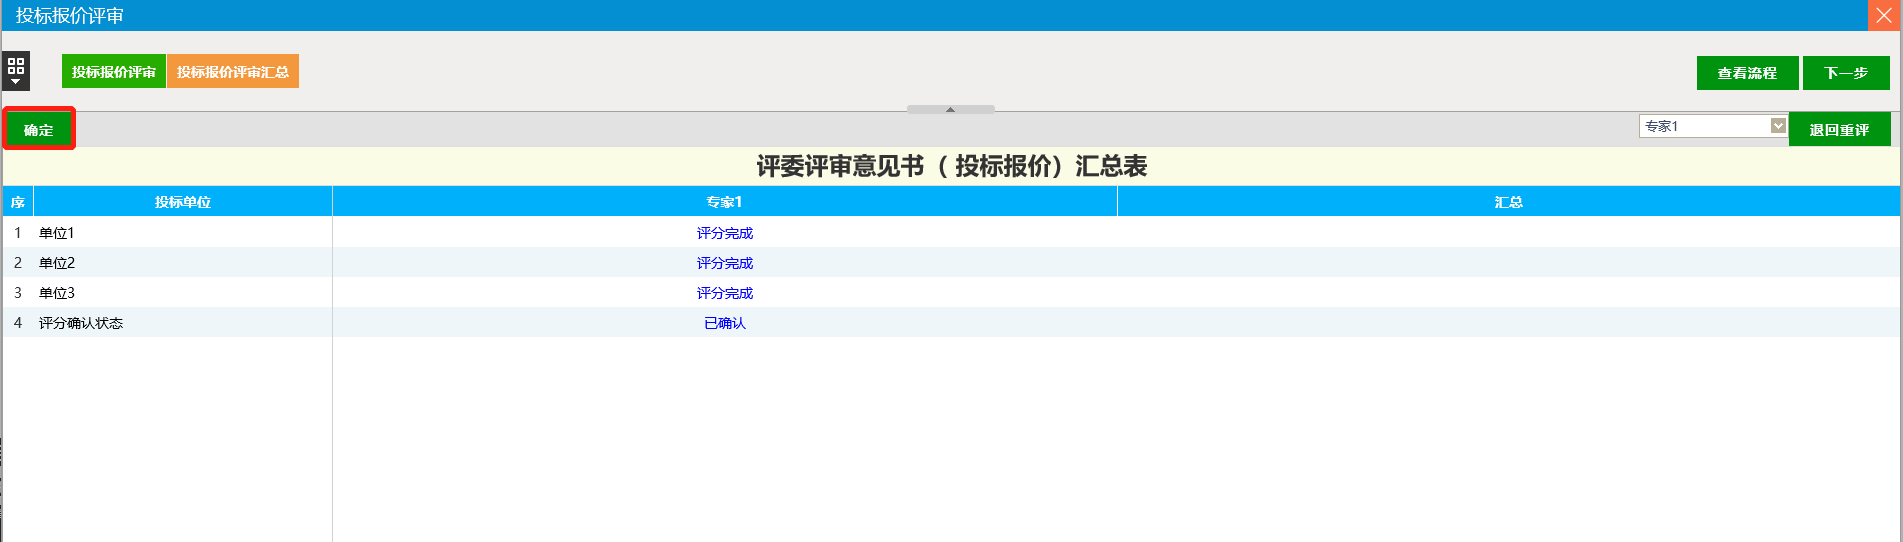 投标报价评审
投标报价评审 投标报价评审汇总 查看流程 下一步
确定 专家1 退回重评
评委评审意见书（ 投标报价）汇总表
序 投标单位 专家1 汇总
1 单位1 评分完成
2 单位2 评分完成
3 单位3 评分完成
4 评分确认状态 已确认